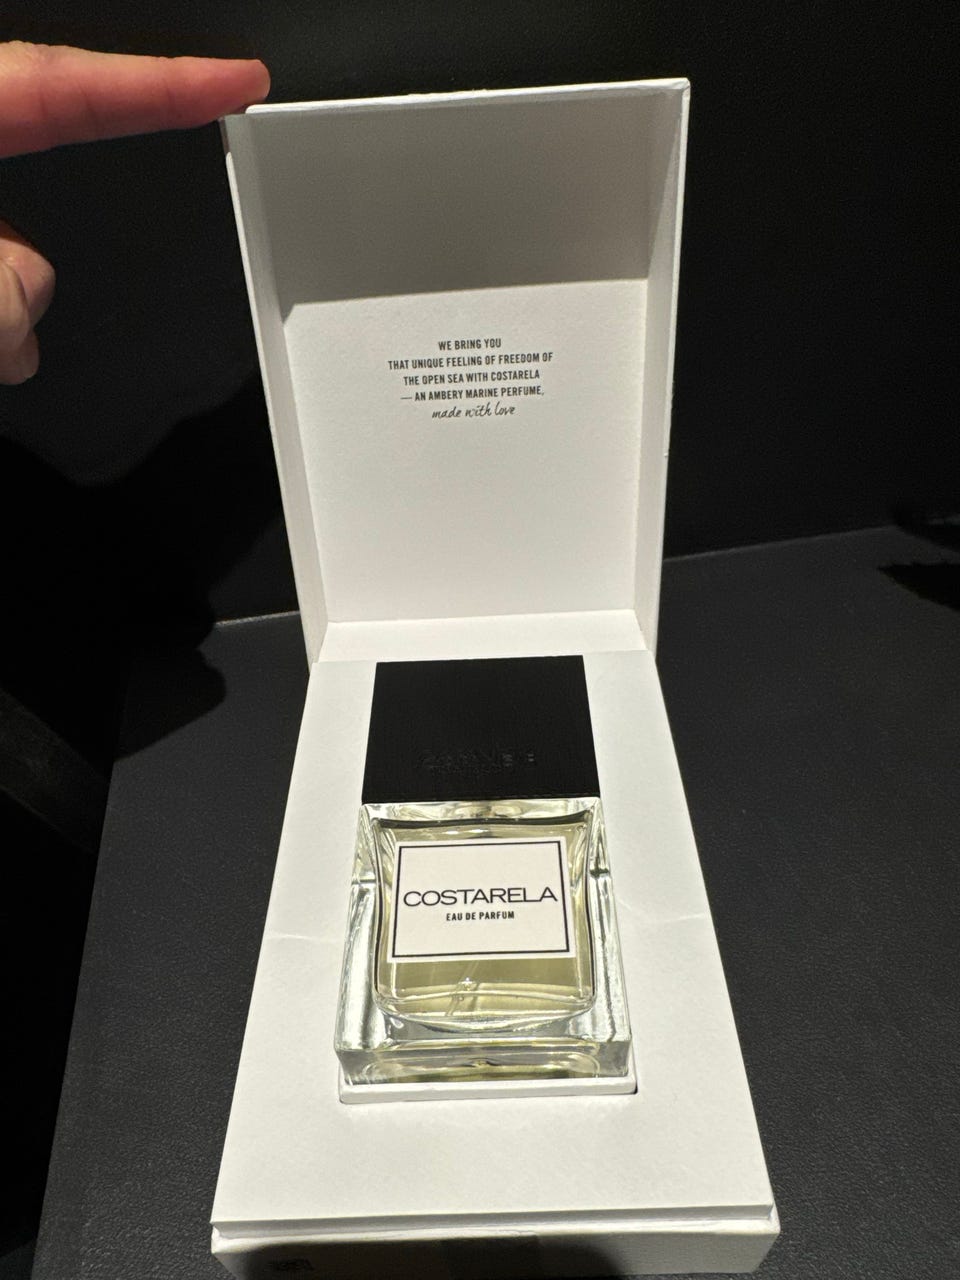 WE BRING YOU
THAT UNIQUE FEELING OF FREEDOM OF
THE OPEN SEA WITH COSTARELA
— AN AMBERY MARINE PERFUME,
made with love
COSTARELA
EAU DE PARFUM